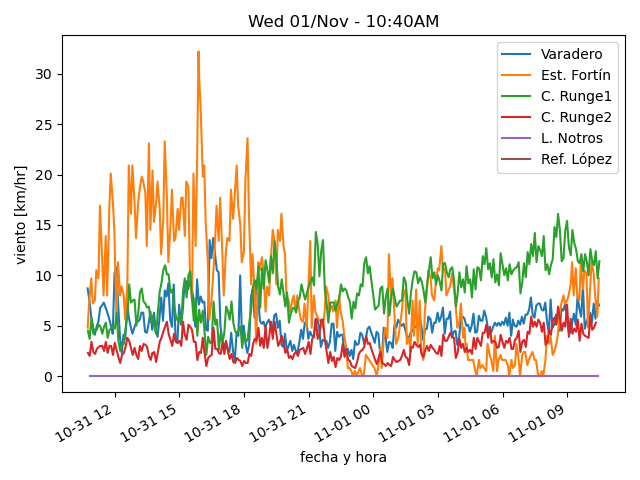 Wed 01/Nov - 10:40AM
Varadero
Est. Fortín
C. Runge1
C. Runge2
L. Notros
Ref. López
viento [km/hr]
30
25
20
15
10
5
0
10-31 12
10-31 15
10-31 18
10-31 21
11-01 00
11-01 03
11-01 06
11-01 09
fecha y hora